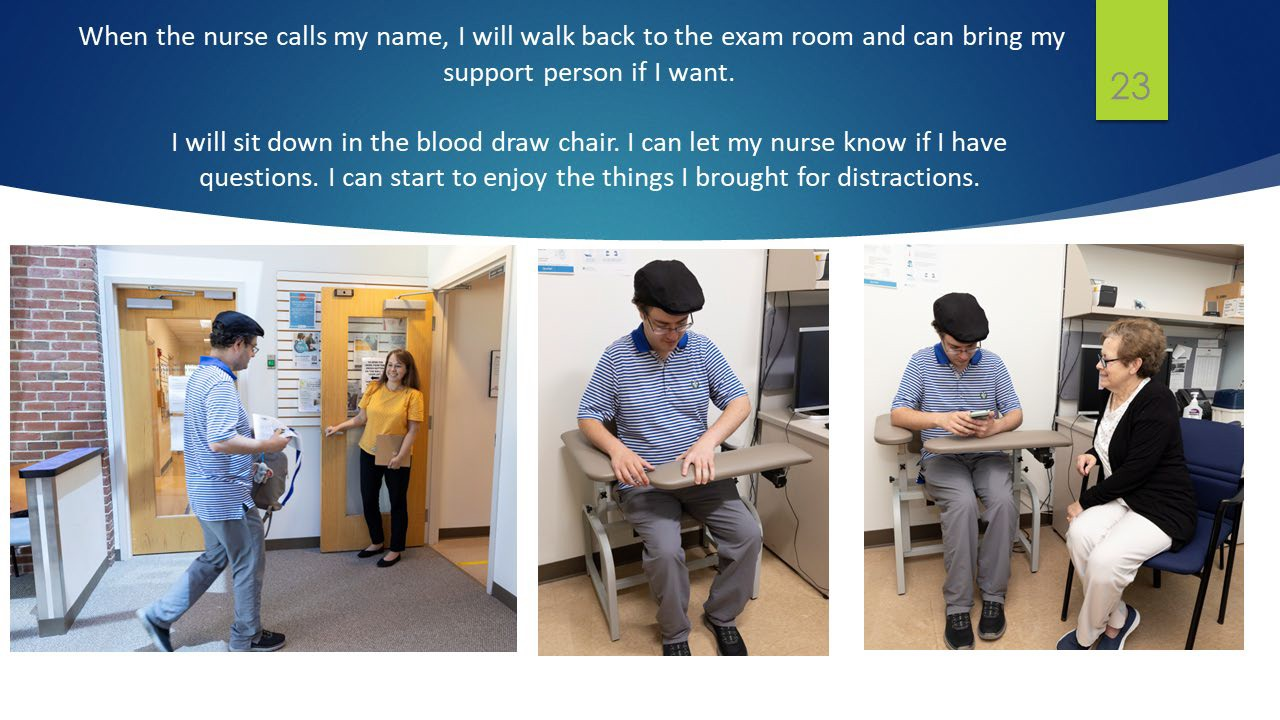 When the nurse calls my name, I will walk back to the exam room and can bring my
support person if I want.
23
I will sit down in the blood draw chair. I can let my nurse know if I have
questions. I can start to enjoy the things I brought for distractions.